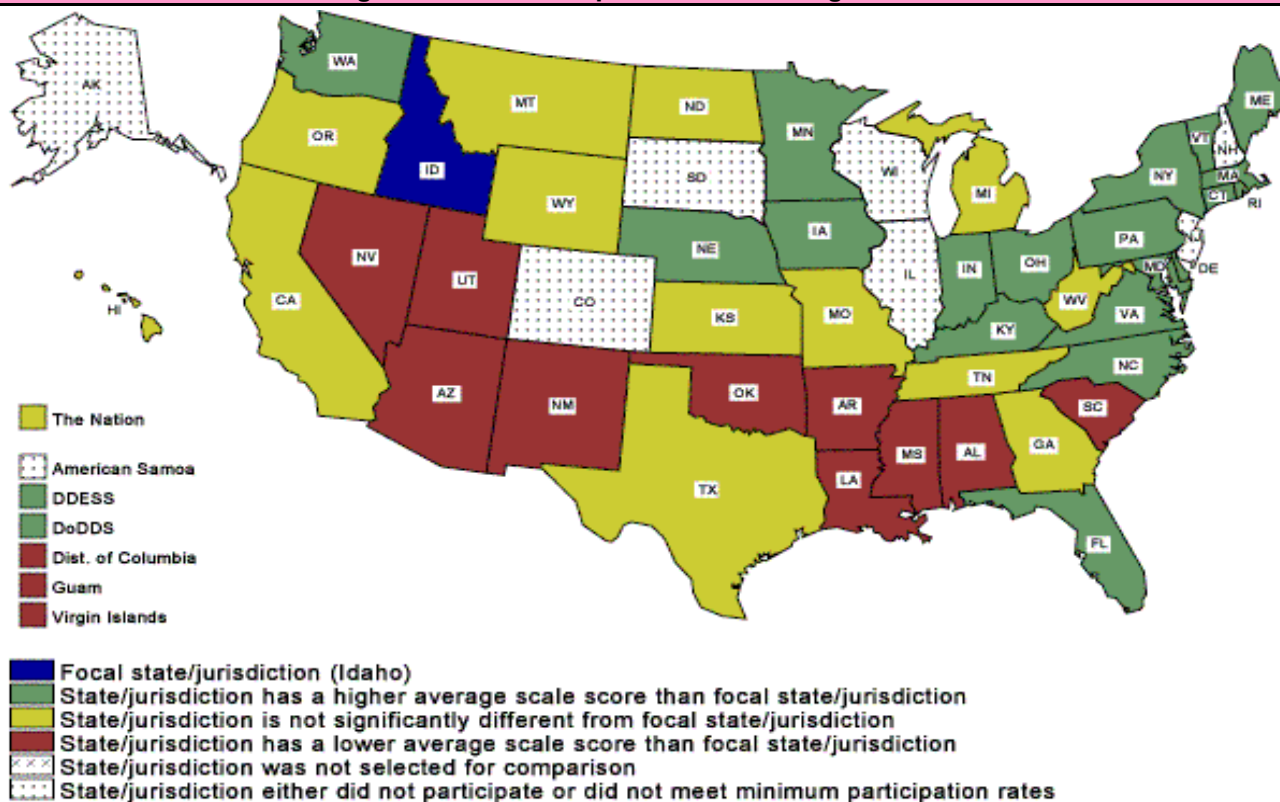 WA
AK
MT
ND
MN
ME
OR
ID
VT
NH
WI
SD
NY
MA
MI
CT
RI
WY
IA
PA
NE
NV
OH
IN
NJ
UT
IL
MD
DE
CA
CO
WV
HI
KS
MO
VA
KY
NC
TN
AZ
NM
OK
AR
SC
GA
MS
AL
LA
TX
FL
The Nation
American Samoa
DDESS
DoDDS
Dist. of Columbia
Guam
Virgin Islands
Focal state/jurisdiction (Idaho)
State/jurisdiction has a higher average scale score than focal state/jurisdiction
State/jurisdiction is not significantly different from focal state/jurisdiction
State/jurisdiction has a lower average scale score than focal state/jurisdiction
State/jurisdiction was not selected for comparison
State/jurisdiction either did not participate or did not meet minimum participation rates